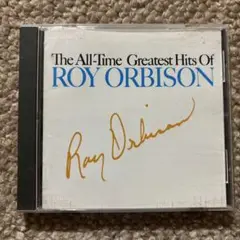 The All-Time Greatest Hits Of
ROY ORBISON
Roy Orbison